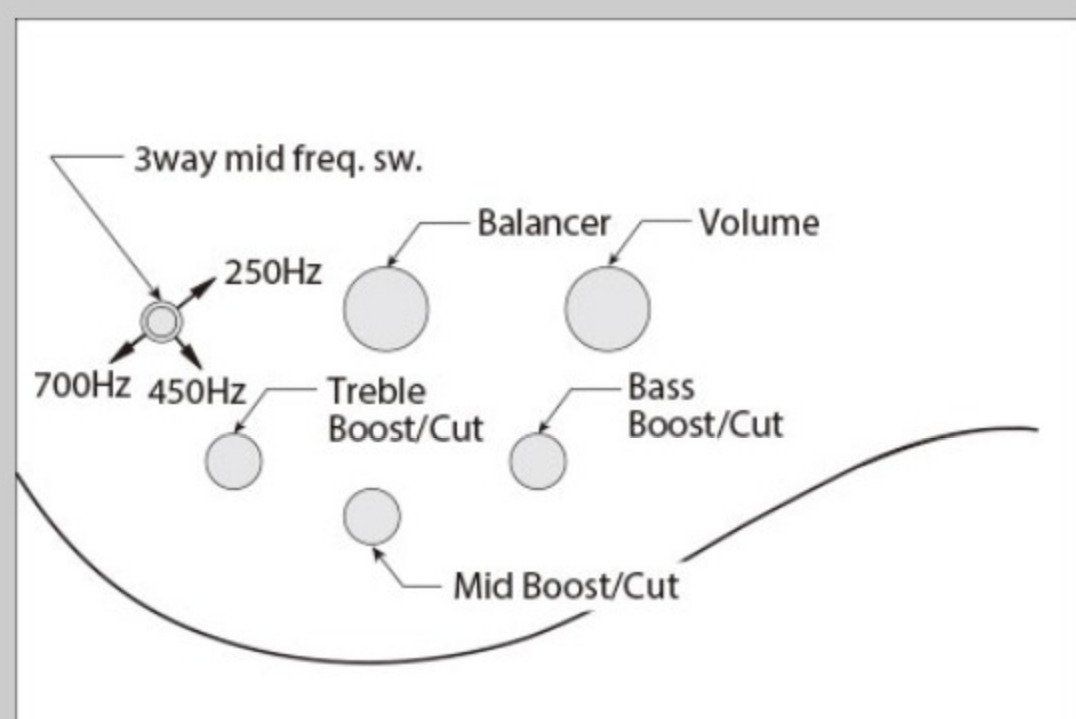 3way mid freq. sw.
Balancer
Volume
250Hz
700Hz
450Hz
Treble
Boost/Cut
Bass
Boost/Cut
Mid Boost/Cut